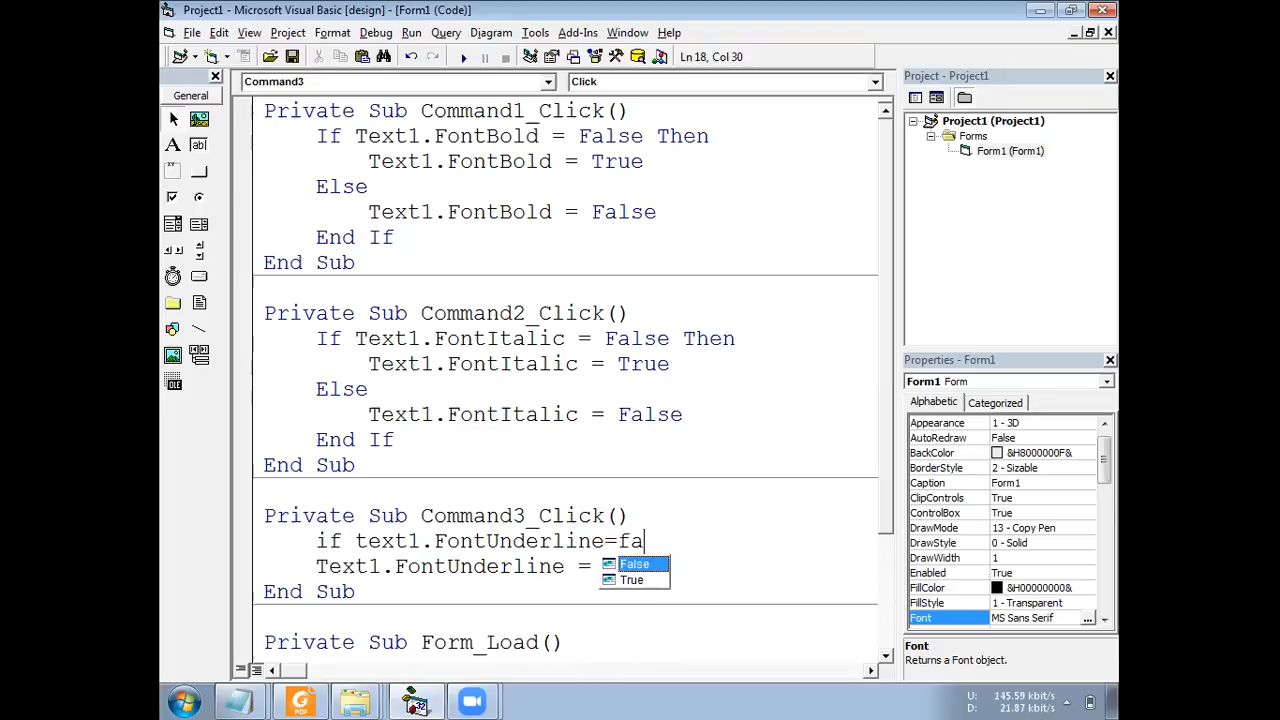 Project1 - Microsoft Visual Basic [design] - [Form1 (Code)]
File Edit View Project Format Debug Run Query Diagram Tools Add-Ins Window Help
Ln 18, Col 30
General
Command3
Click
Private Sub Command1_Click()
If Text1.FontBold = False Then
Text1.FontBold = True
Else
Text1.FontBold = False
End If
End Sub
Private Sub Command2_Click()
If Text1.FontItalic = False Then
Text1.FontItalic = True
Else
Text1.FontItalic = False
End If
End Sub
Private Sub Command3_Click()
if text1.FontUnderline=fa
Text1.FontUnderline =
False
True
End Sub
Private Sub Form_Load()
Project - Project1
Project1 (Project1)
Forms
Form1 (Form1)
Properties - Form1
Form1 Form
Alphabetic Categorized
Appearance 1 - 3D
AutoRedraw False
BackColor &H8000000F&
BorderStyle 2 - Sizable
Caption Form1
ClipControls True
ControlBox True
DrawMode 13 - Copy Pen
DrawStyle 0 - Solid
DrawWidth 1
Enabled True
FillColor &H00000000&
FillStyle 1 - Transparent
Font MS Sans Serif ...
Font
Returns a Font object.
U: 145.59 kbit/s
D: 21.87 kbit/s